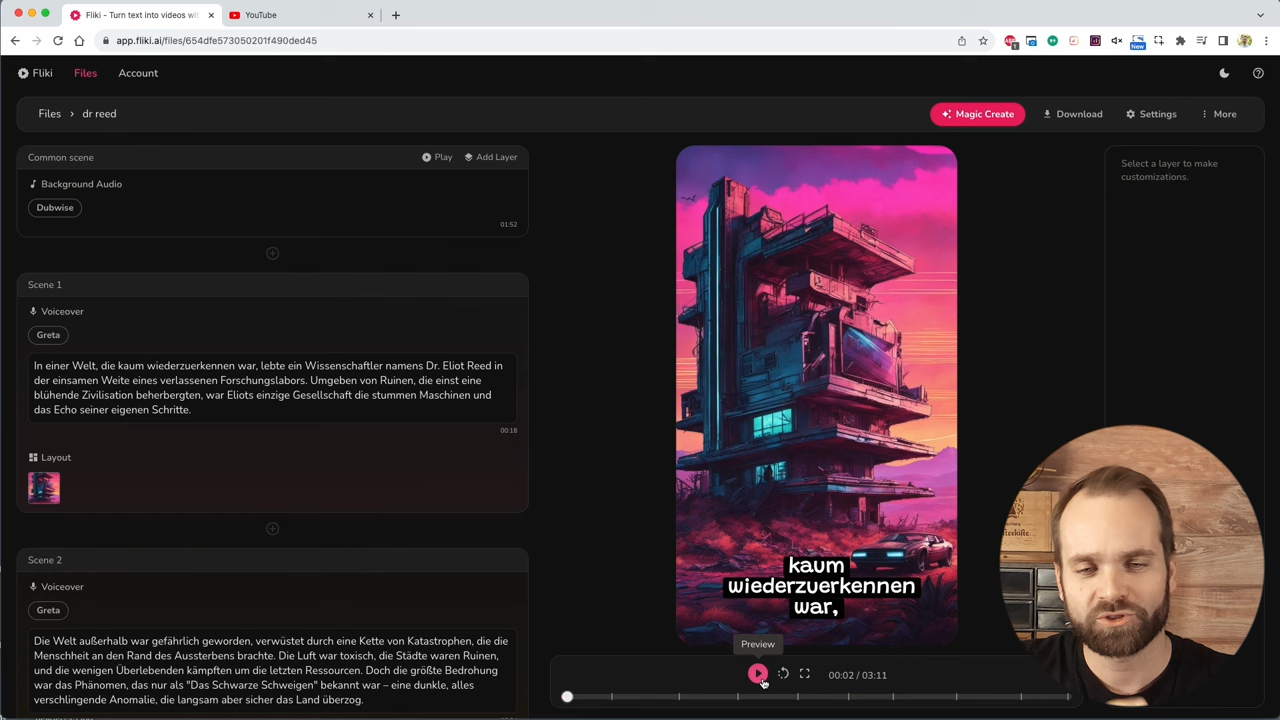 Fliki - Turn text into videos wit
YouTube
app.fliki.ai/files/654dfe573050201f490ded45
1
New
Fliki
Files
Account
Files > dr reed
Magic Create
Download
Settings
More
Common scene
Play
Add Layer
Background Audio
Dubwise
01:52
Scene 1
Voiceover
Greta
In einer Welt, die kaum wiederzuerkennen war, lebte ein Wissenschaftler namens Dr. Eliot Reed in
der einsamen Weite eines verlassenen Forschungslabors. Umgeben von Ruinen, die einst eine
blühende Zivilisation beherbergten, war Eliots einzige Gesellschaft die stummen Maschinen und
das Echo seiner eigenen Schritte.
00:18
Layout
Scene 2
Voiceover
Greta
Die Welt außerhalb war gefährlich geworden, verwüstet durch eine Kette von Katastrophen, die die
Menschheit an den Rand des Aussterbens brachte. Die Luft war toxisch, die Städte waren Ruinen,
und die wenigen Überlebenden kämpften um die letzten Ressourcen. Doch die größte Bedrohung
war das Phänomen, das nur als "Das Schwarze Schweigen" bekannt war – eine dunkle, alles
verschlingende Anomalie, die langsam aber sicher das Land überzog.
kaum
wiederzuerkennen
war,
Preview
00:02 / 03:11
Select a layer to make
customizations.